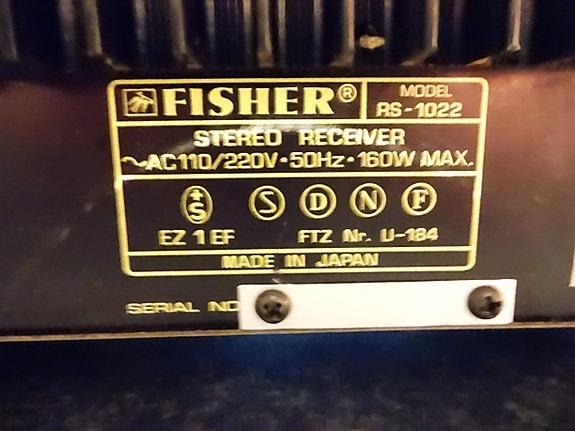 FISHER®
MODEL
RS-1022
STEREO RECEIVER
~AC110/220V·50Hz·160W MAX.
S S D N F
EZ 1 EF FTZ Nr. U-184
MADE IN JAPAN
SERIAL NO